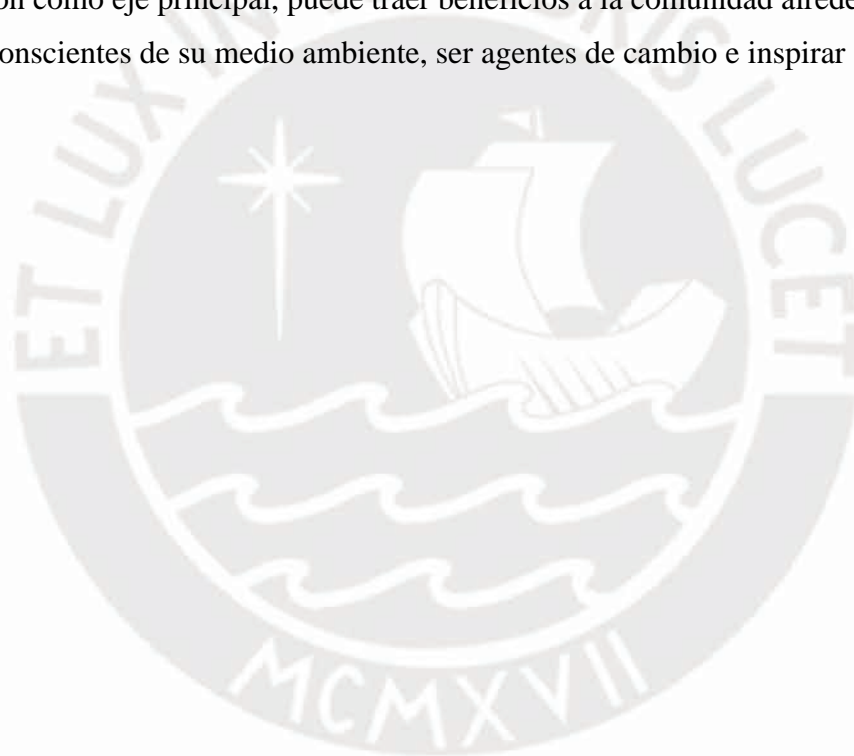 ón como eje principal, puede traer beneficios a la comunidad alrede
onscientes de su medio ambiente, ser agentes de cambio e inspirar
ET LUX IN LUCET
MCMXVII